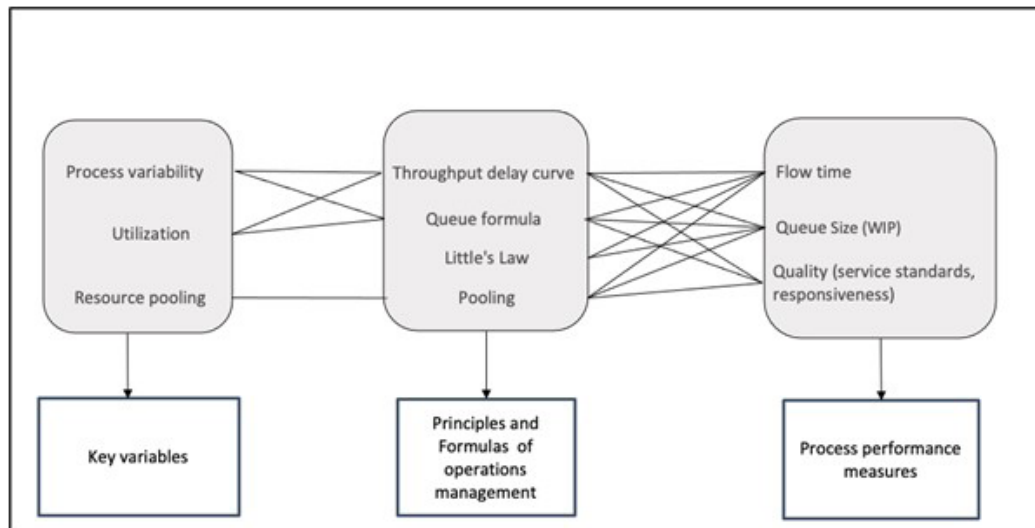 Process variability
Utilization
Resource pooling
Throughput delay curve
Queue formula
Little's Law
Pooling
Flow time
Queue Size (WIP)
Quality (service standards,
responsiveness)
Key variables
Principles and
Formulas of
operations
management
Process performance
measures